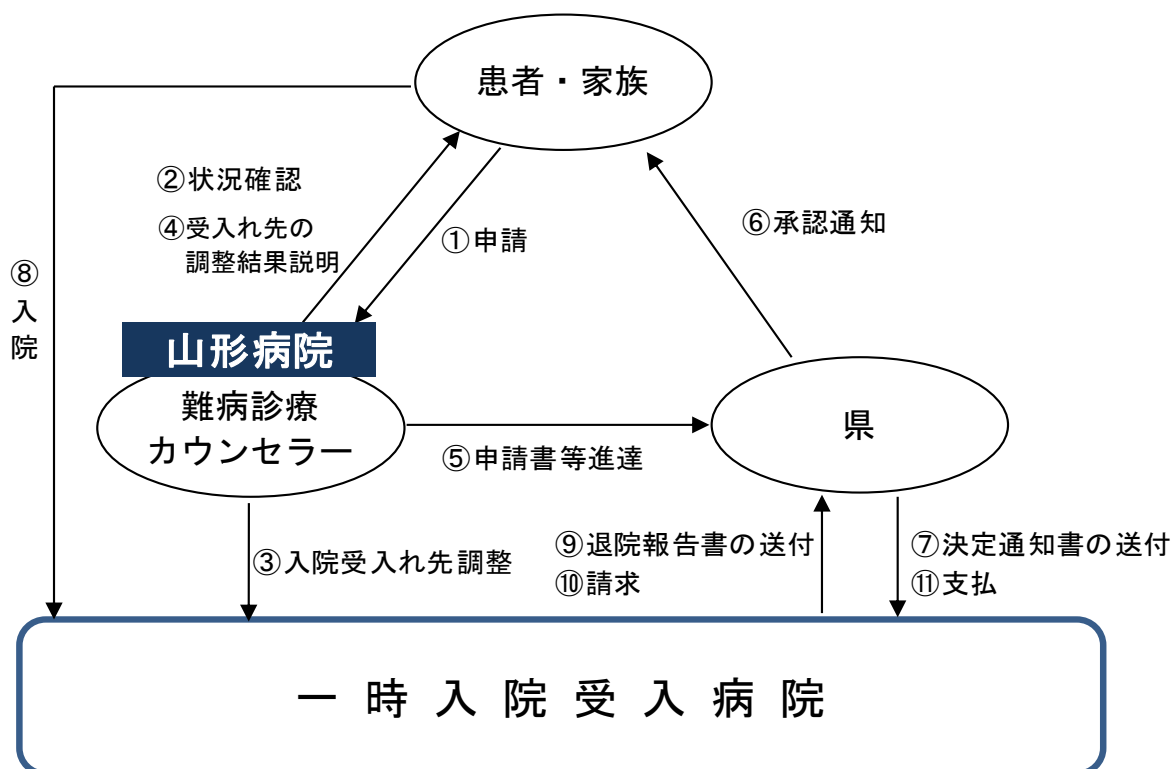 患者・家族
②状況確認
④受入れ先の
調整結果説明
①申請
⑥承認通知
⑧
入
院
山形病院
難病診療
カウンセラー
県
⑤申請書等進達
③入院受入れ先調整
⑨退院報告書の送付
⑩請求
⑦決定通知書の送付
⑪支払
一時入院受入病院